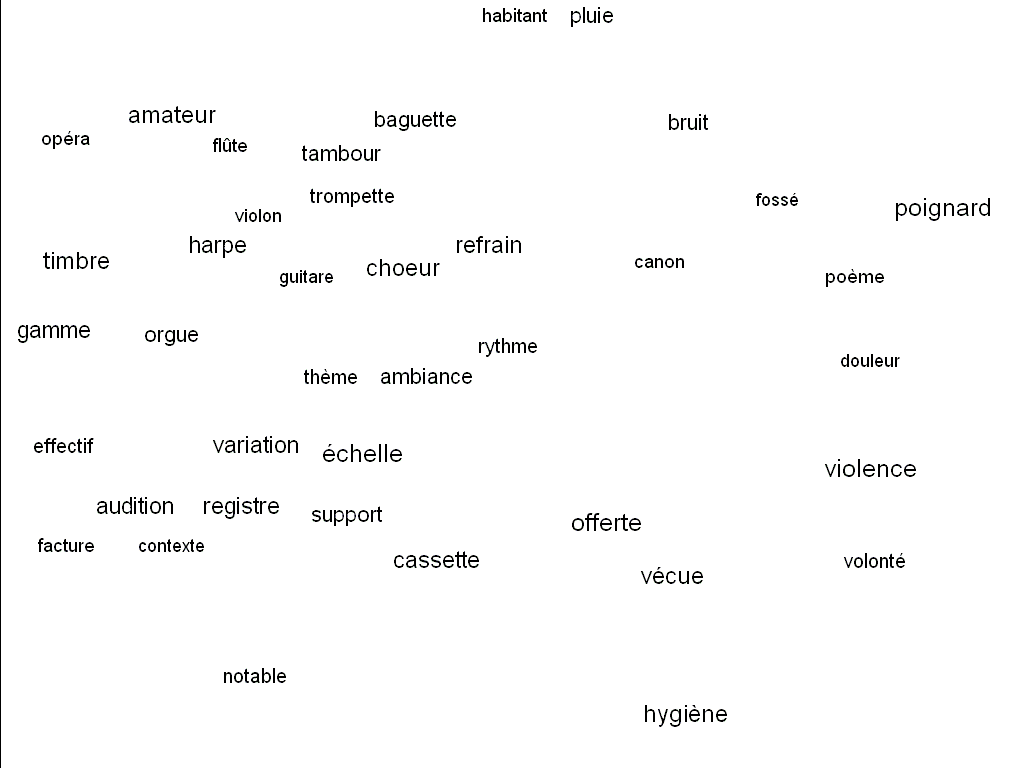 habitant pluie
amateur baguette bruit
opéra flûte tambour
trompette fossé poignard
violon
harpe refrain
timbre guitare choeur canon poème
gamme orgue rythme
thème ambiance douleur
effectif variation échelle
violence
audition registre support offerte
facture contexte cassette vécue volonté
notable
hygiène